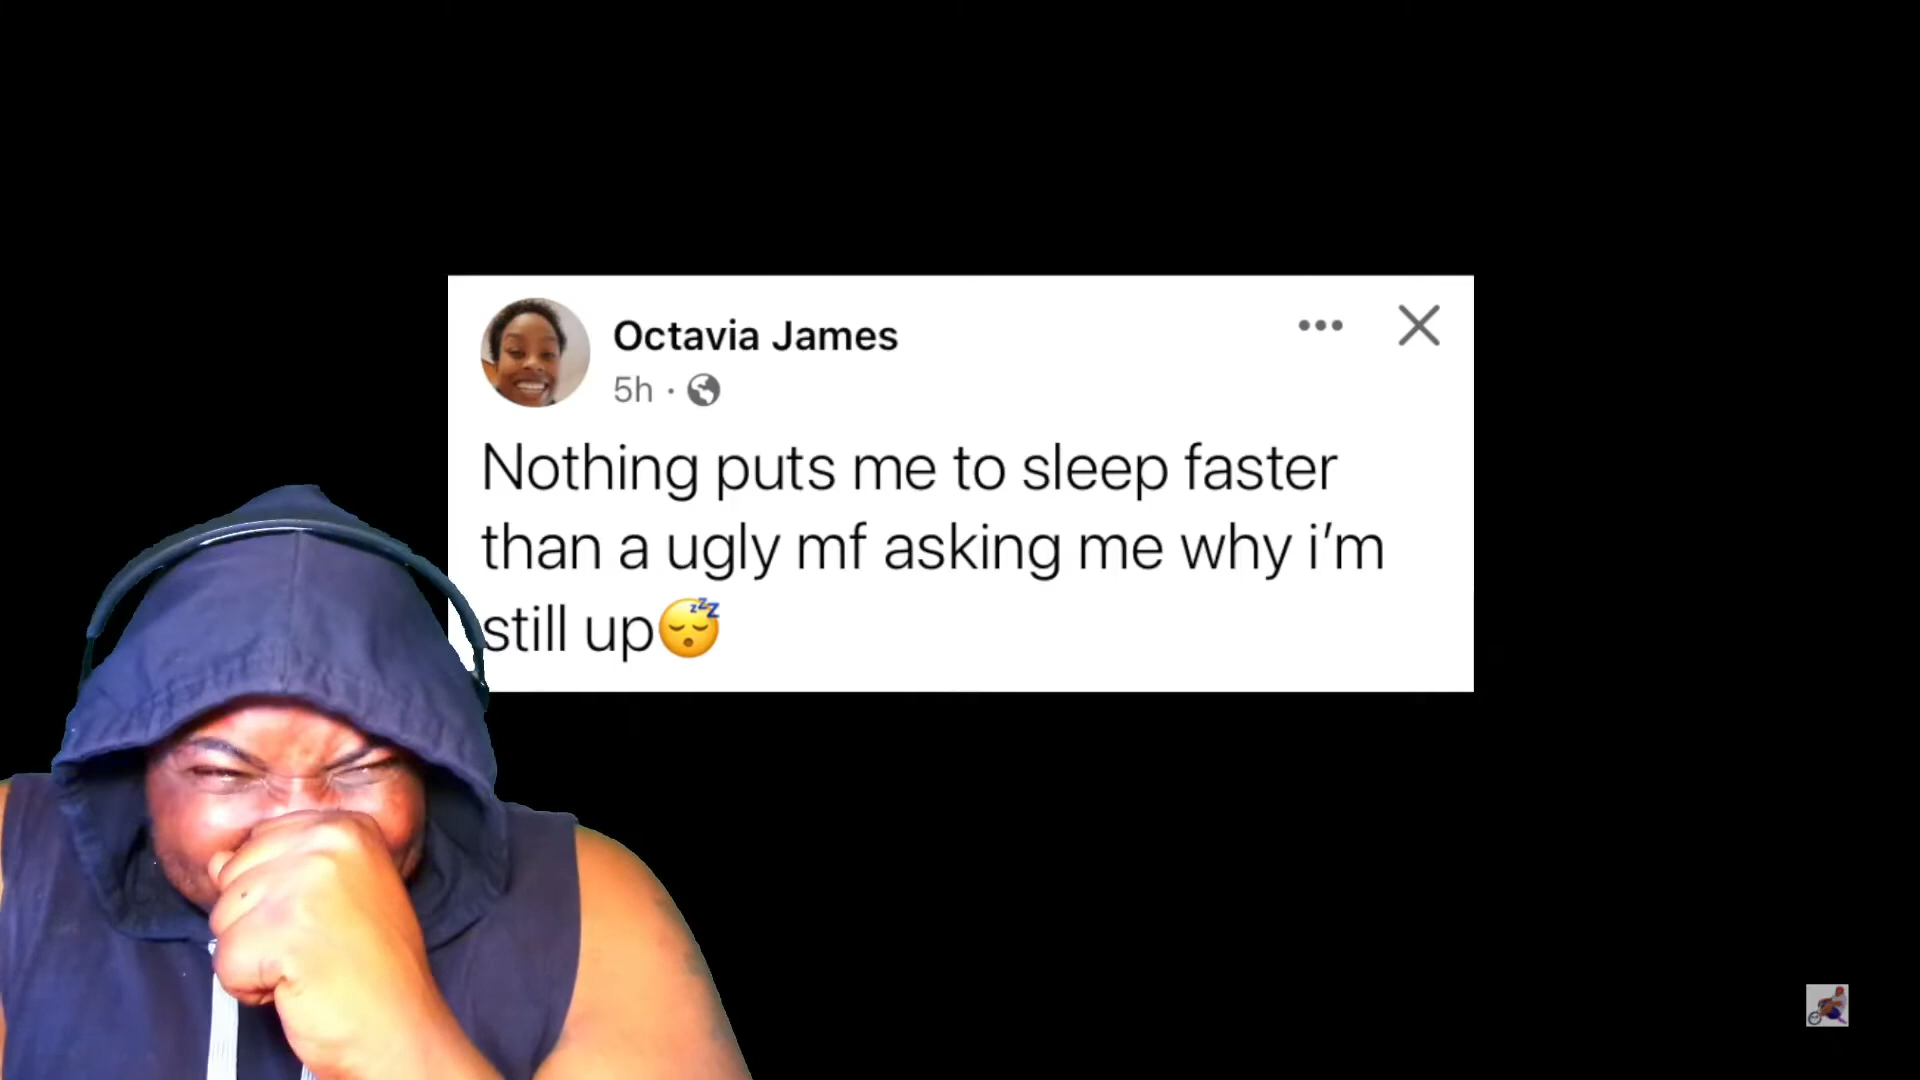 Octavia James
5h ·
Nothing puts me to sleep faster
than a ugly mf asking me why i’m
still up😴